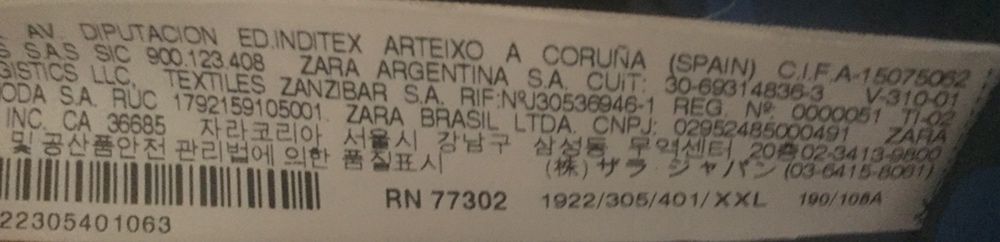 AV. DIPUTACION ED.INDITEX ARTEIXO A CORUÑA (SPAIN) C.I.F.A-15075062
S SAS SIC 900.123.408 ZARA ARGENTINA S.A. CUIT: 30-69314836-3 V-310-01
GISTICS LLC, TEXTILES ZANZIBAR S.A. RIF:NºJ30536946-1 REG Nº 0000051 TI-02
ODA S.A. RUC 1792159105001. ZARA BRASIL LTDA. CNPJ: 02952485000491 ZARA
INC. CA 36685 자라코리아 서울시 강남구 삼성동 무역센터 20층 02-3413-9800
및 공산품안전 관리법에 의한 품질표시 (株) ザラ ジャパン (03-6415-8061)
RN 77302 1922/305/401/XXL 190/108A
22305401063